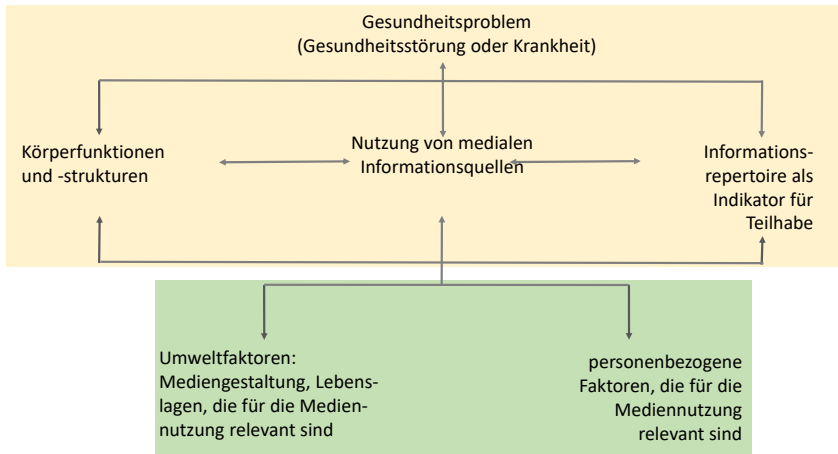 Gesundheitsproblem
(Gesundheitsstörung oder Krankheit)
Körperfunktionen
und -strukturen
Nutzung von medialen
Informationsquellen
Informations-
repertoire als
Indikator für
Teilhabe
Umweltfaktoren:
Mediengestaltung, Lebens-
lagen, die für die Medien-
nutzung relevant sind
personenbezogene
Faktoren, die für die
Mediennutzung
relevant sind